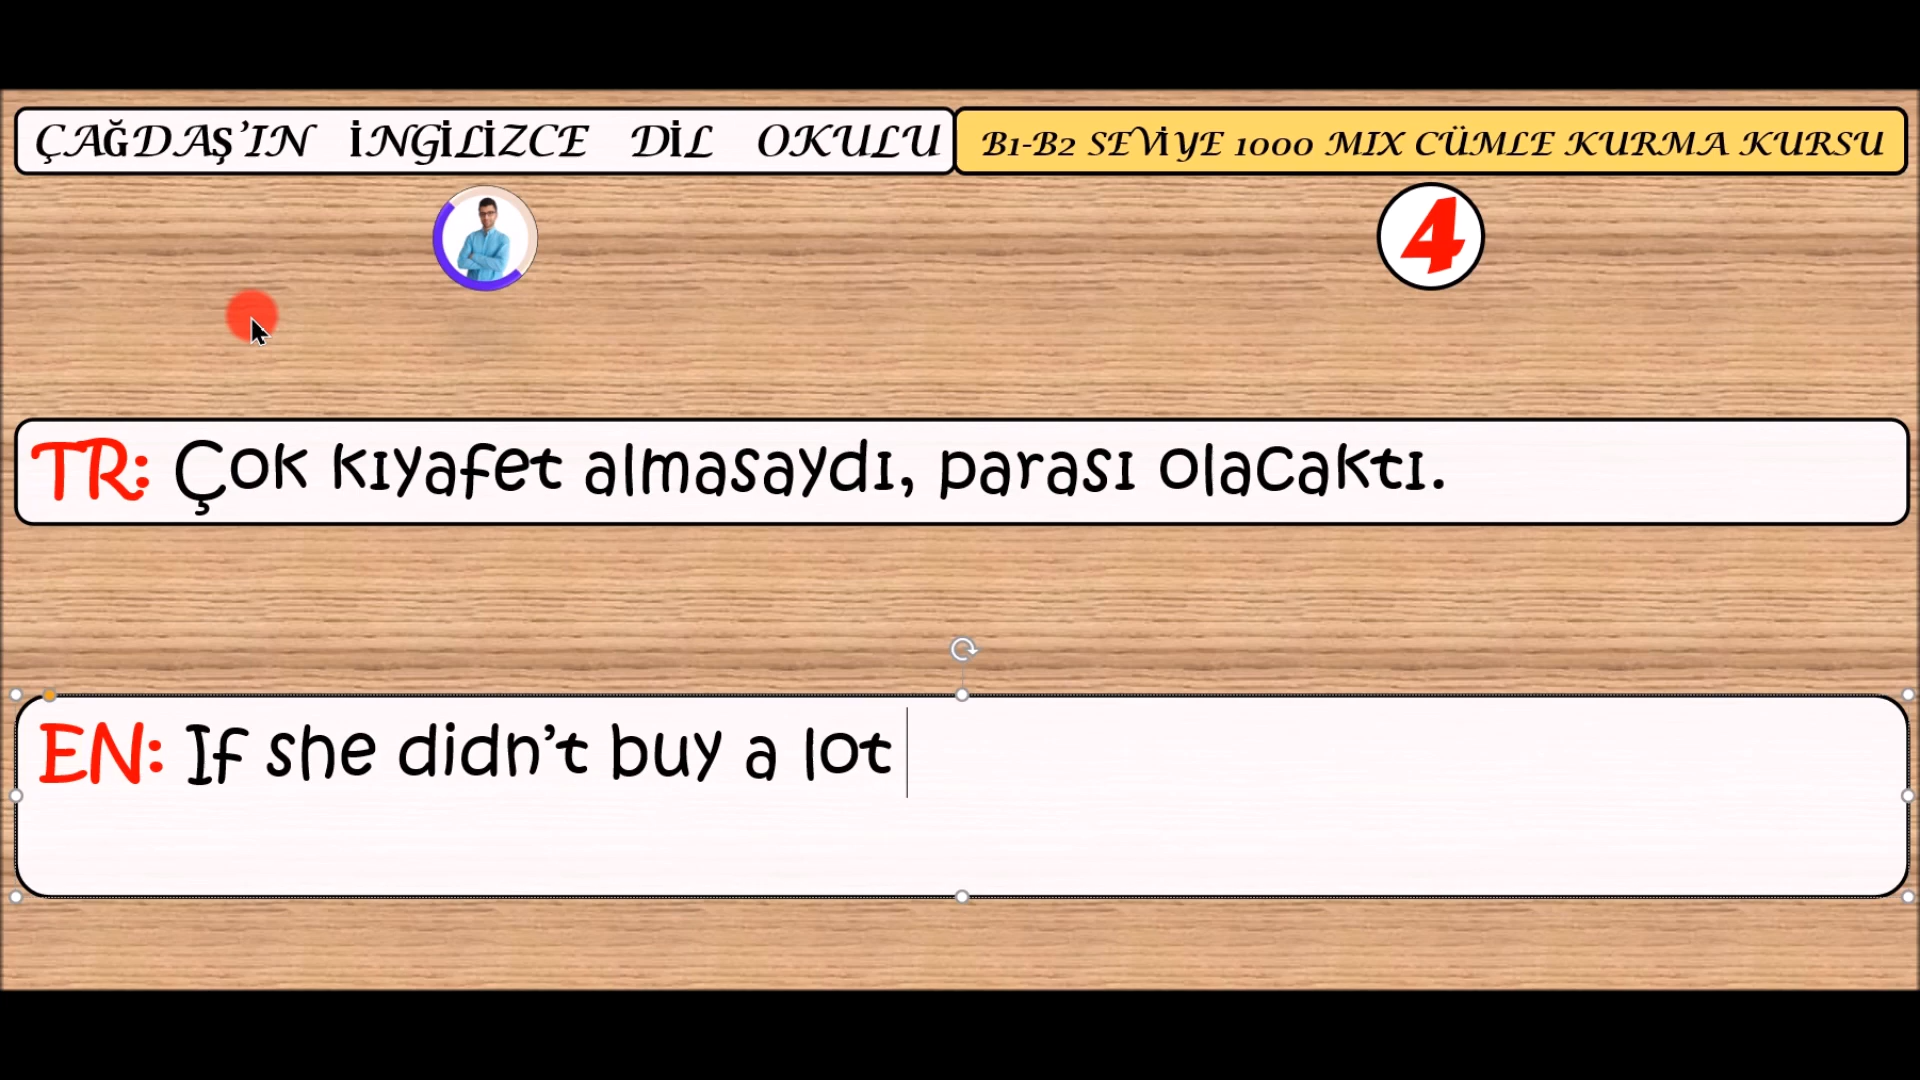 ÇAĞDAŞ'IN İNGİLİZCE DİL OKULU
B1-B2 SEVİYE 1000 MIX CÜMLE KURMA KURSU
4
TR: Çok kıyafet almasaydı, parası olacaktı.
EN: If she didn't buy a lot